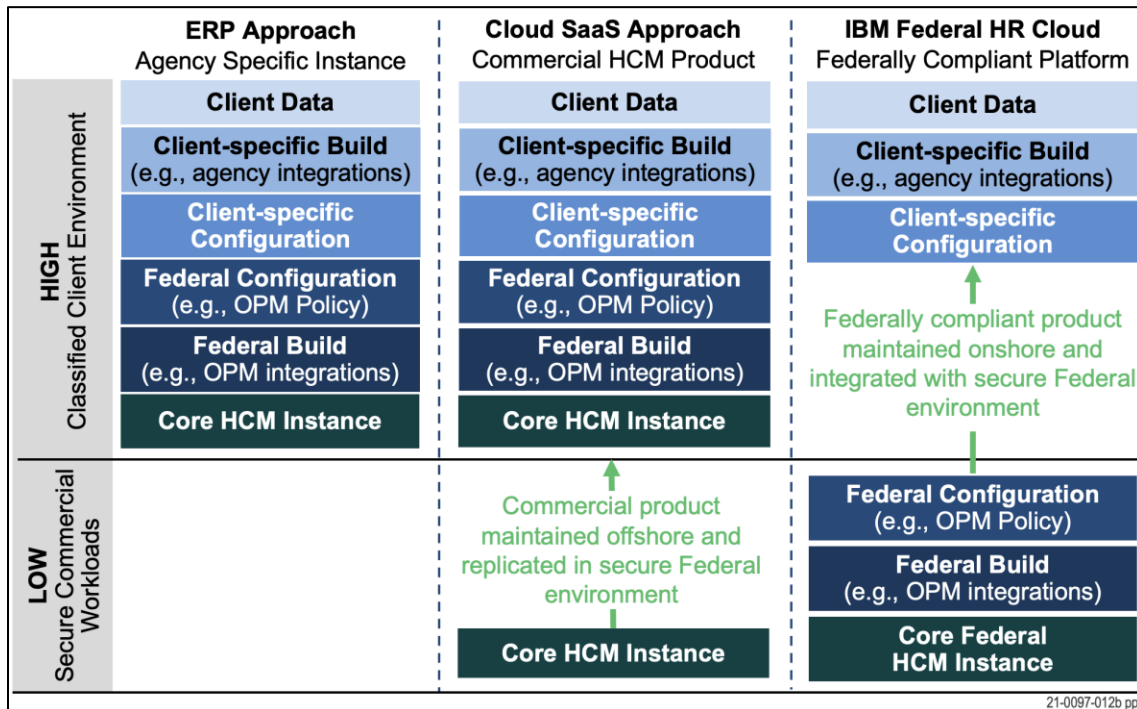 ERP Approach
Agency Specific Instance
Cloud SaaS Approach
Commercial HCM Product
IBM Federal HR Cloud
Federally Compliant Platform
HIGH
Classified Client Environment
Client Data
Client-specific Build
(e.g., agency integrations)
Client-specific
Configuration
Federal Configuration
(e.g., OPM Policy)
Federal Build
(e.g., OPM integrations)
Core HCM Instance
Client Data
Client-specific Build
(e.g., agency integrations)
Client-specific
Configuration
Federal Configuration
(e.g., OPM Policy)
Federal Build
(e.g., OPM integrations)
Core HCM Instance
Client Data
Client-specific Build
(e.g., agency integrations)
Client-specific
Configuration
Federally compliant product
maintained onshore and
integrated with secure Federal
environment
LOW
Secure Commercial
Workloads
Commercial product
maintained offshore and
replicated in secure Federal
environment
Core HCM Instance
Federal Configuration
(e.g., OPM Policy)
Federal Build
(e.g., OPM integrations)
Core Federal
HCM Instance
21-0097-012b pp